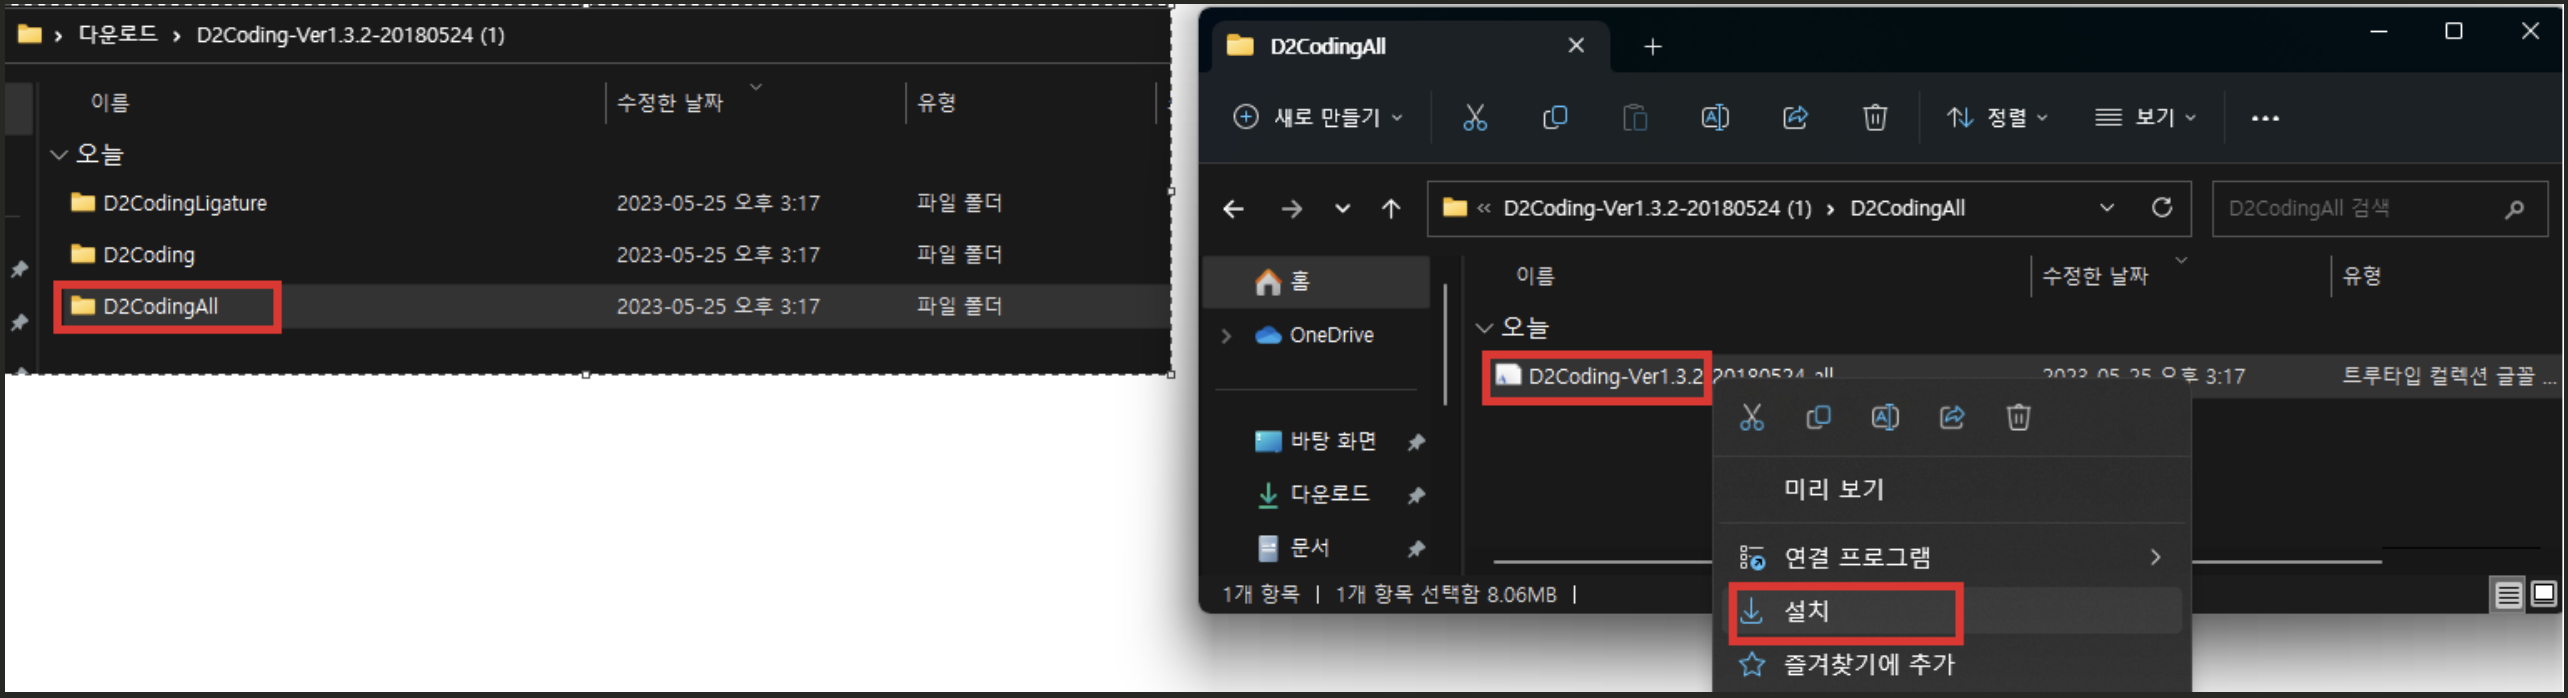 다운로드 › D2Coding-Ver1.3.2-20180524 (1)
이름 수정한 날짜 유형
오늘
D2CodingLigature 2023-05-25 오후 3:17 파일 폴더
D2Coding 2023-05-25 오후 3:17 파일 폴더
D2CodingAll 2023-05-25 오후 3:17 파일 폴더
D2CodingAll
새로 만들기 정렬 보기 ...
« D2Coding-Ver1.3.2-20180524 (1) › D2CodingAll D2CodingAll 검색
홈
OneDrive
바탕 화면
다운로드
문서
이름 수정한 날짜 유형
오늘
D2Coding-Ver1.3.2-20180524-all 2023-05-25 오후 3:17 트루타입 컬렉션 글꼴 ...
미리 보기
연결 프로그램
설치
즐겨찾기에 추가
1개 항목 | 1개 항목 선택함 8.06MB |